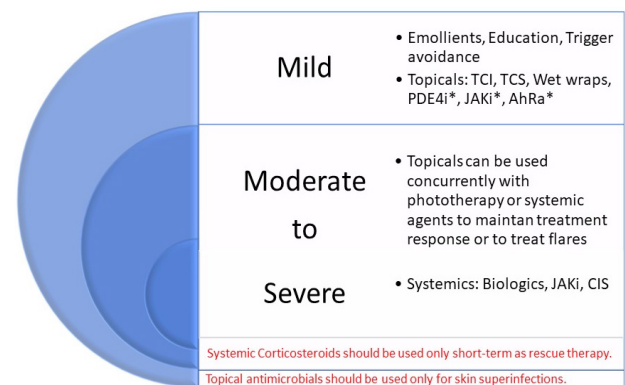 Mild
• Emollients, Education, Trigger
avoidance
• Topicals: TCI, TCS, Wet wraps,
PDE4i*, JAKi*, AhRa*
Moderate
to
Severe
• Topicals can be used
concurrently with
phototherapy or systemic
agents to maintan treatment
response or to treat flares
• Systemics: Biologics, JAKi, CIS
Systemic Corticosteroids should be used only short-term as rescue therapy.
Topical antimicrobials should be used only for skin superinfections.